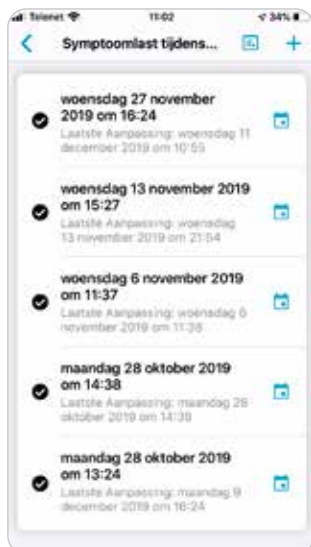 Telenet 11:02 34%
Symptoomlast tijdens...
woensdag 27 november
2019 om 16:24
Laatste Aanpassing: woensdag 11
december 2019 om 10:55
woensdag 13 november 2019
om 15:27
Laatste Aanpassing: woensdag
13 november 2019 om 21:54
woensdag 6 november 2019
om 11:37
Laatste Aanpassing: woensdag 6
november 2019 om 11:38
maandag 28 oktober 2019
om 14:38
Laatste Aanpassing: maandag 28
oktober 2019 om 14:39
maandag 28 oktober 2019
om 13:24
Laatste Aanpassing: maandag 9
december 2019 om 16:24